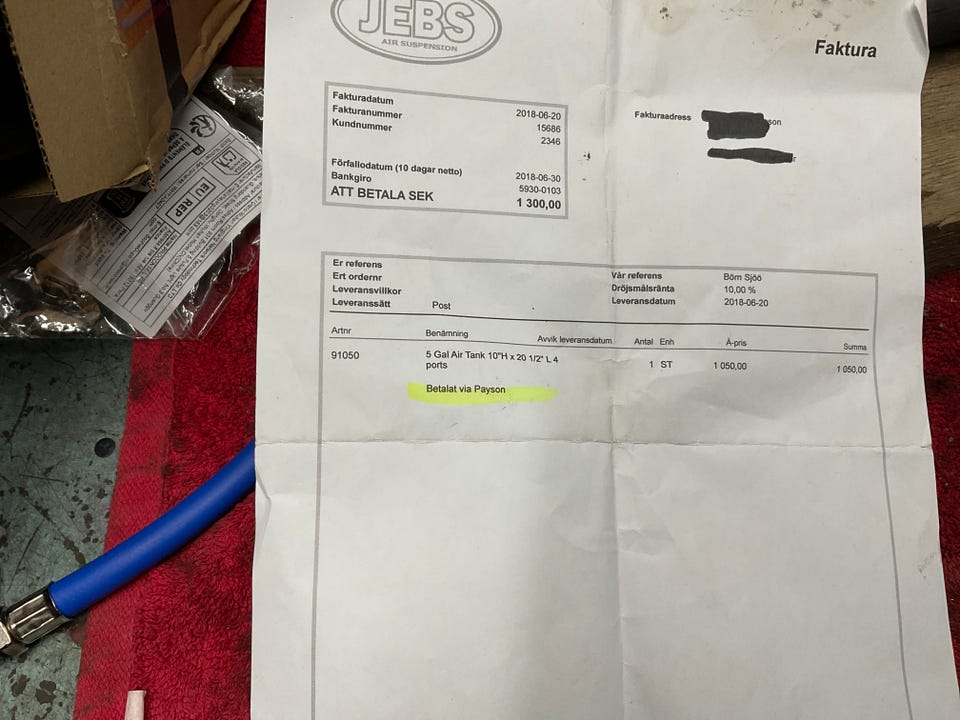 JEBS
AIR SUSPENSION
Faktura
Fakturadatum 2018-06-20
Fakturanummer 15686
Kundnummer 2346
Förfallodatum (10 dagar netto) 2018-06-30
Bankgiro 5930-0103
ATT BETALA SEK 1 300,00
Fakturaadress son
Er referens Vår referens Börn Sjöö
Ert ordernr Dröjsmålsränta 10,00 %
Leveransvillkor Leveransdatum 2018-06-20
Leveranssätt Post
Artnr Benämning Avvik leveransdatum Antal Enh Á-pris Summa
91050 5 Gal Air Tank 10"H x 20 1/2" L 4 1 ST 1 050,00 1 050,00
ports
Betalat via Payson
EU REP